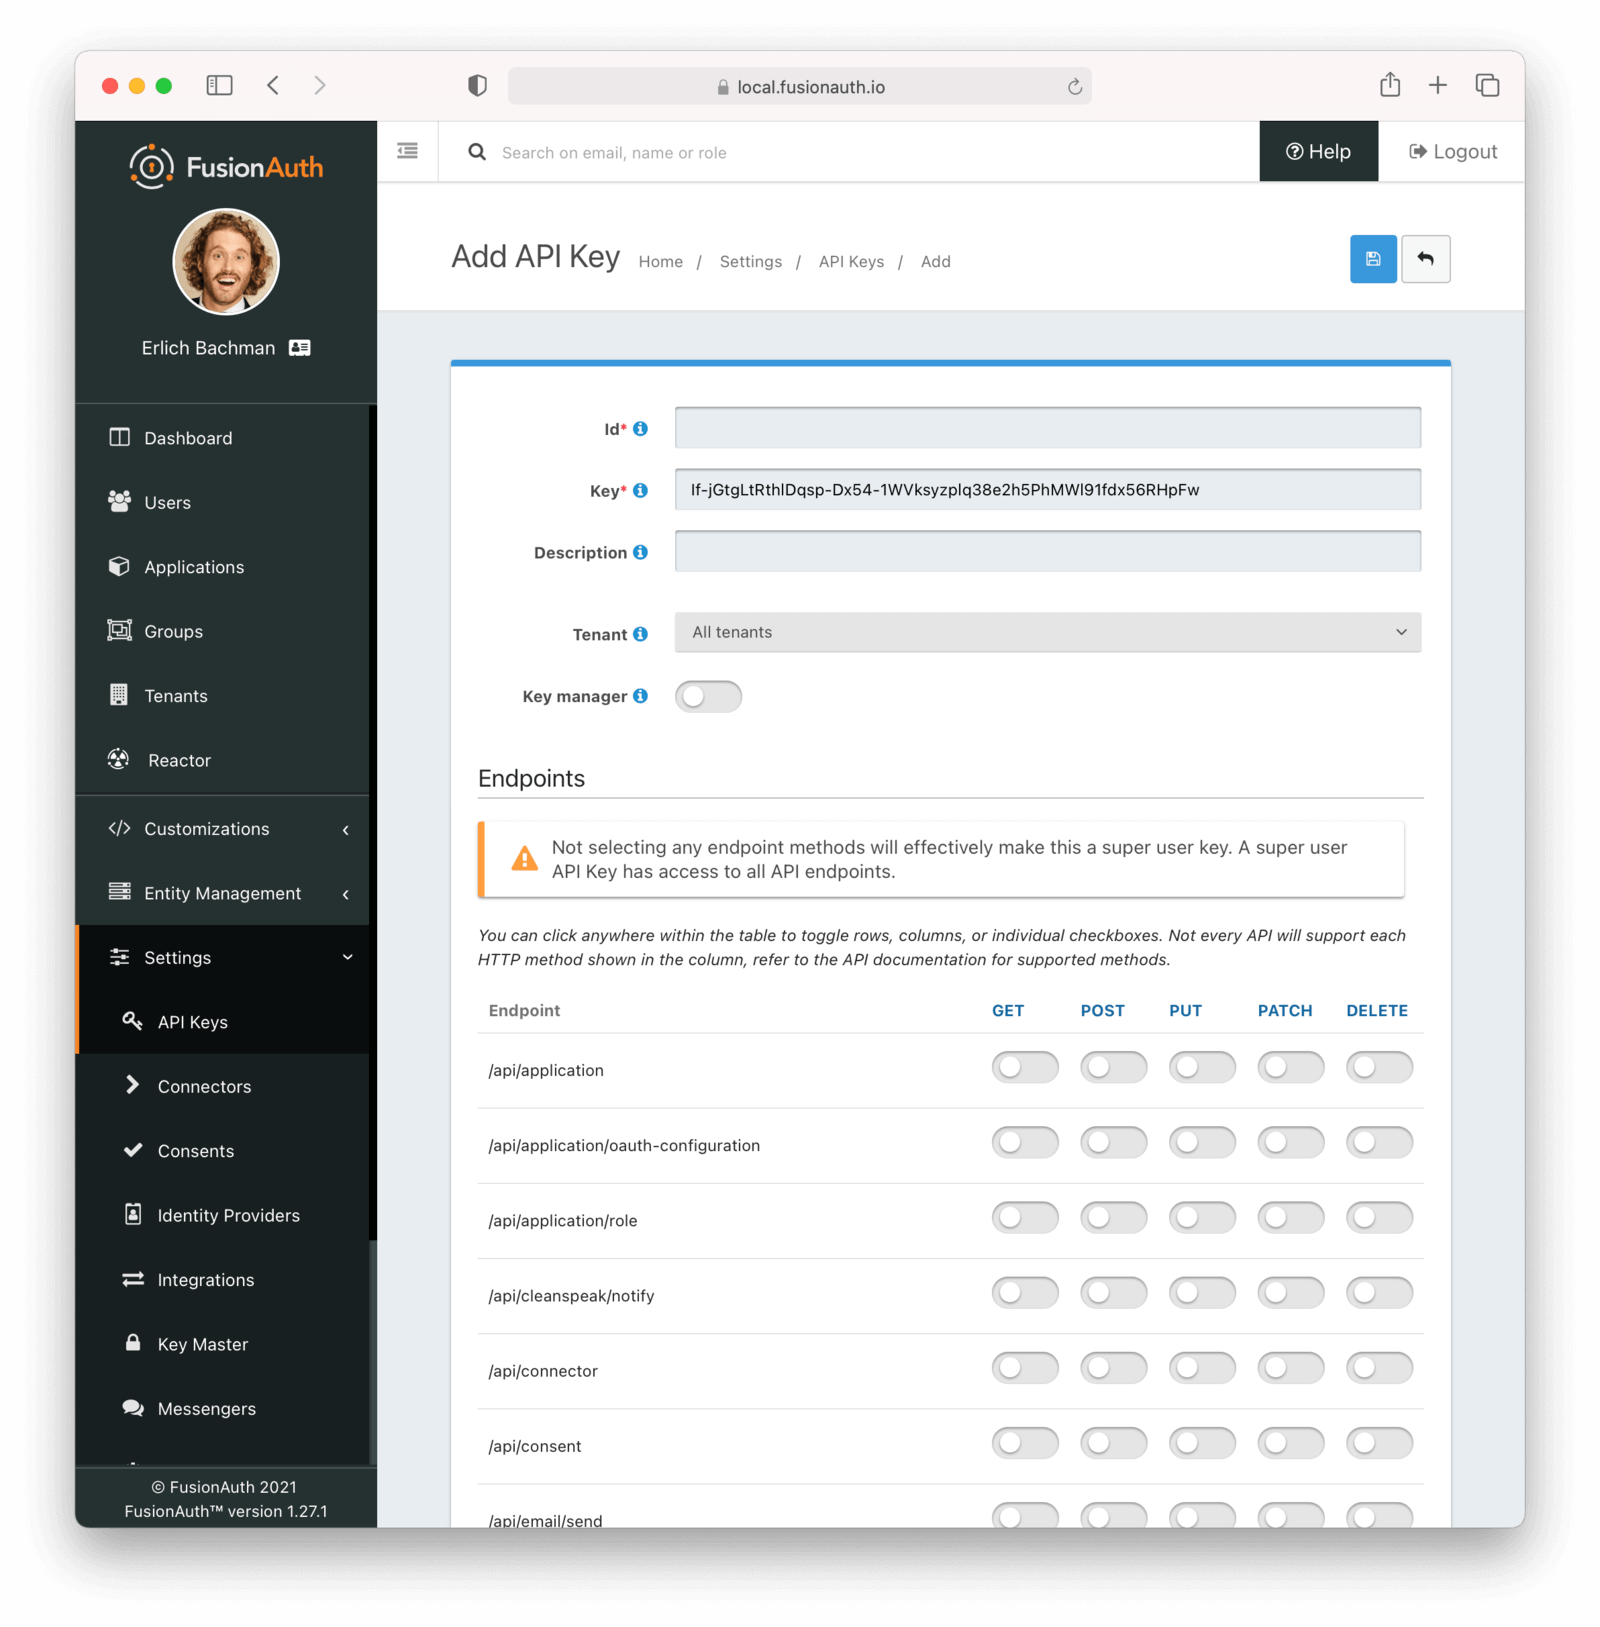 local.fusionauth.io
FusionAuth
Search on email, name or role
Help
Logout
Erlich Bachman
Add API Key
Home / Settings / API Keys / Add
Dashboard
Users
Applications
Groups
Tenants
Reactor
Customizations
Entity Management
Settings
API Keys
Connectors
Consents
Identity Providers
Integrations
Key Master
Messengers
© FusionAuth 2021
FusionAuth™ version 1.27.1
Id*
Key* If-jGtgLtRthIDqsp-Dx54-1WVksyzplq38e2h5PhMWl91fdx56RHpFw
Description
Tenant All tenants
Key manager
Endpoints
Not selecting any endpoint methods will effectively make this a super user key. A super user
API Key has access to all API endpoints.
You can click anywhere within the table to toggle rows, columns, or individual checkboxes. Not every API will support each
HTTP method shown in the column, refer to the API documentation for supported methods.
Endpoint GET POST PUT PATCH DELETE
/api/application
/api/application/oauth-configuration
/api/application/role
/api/cleanspeak/notify
/api/connector
/api/consent
/api/email/send